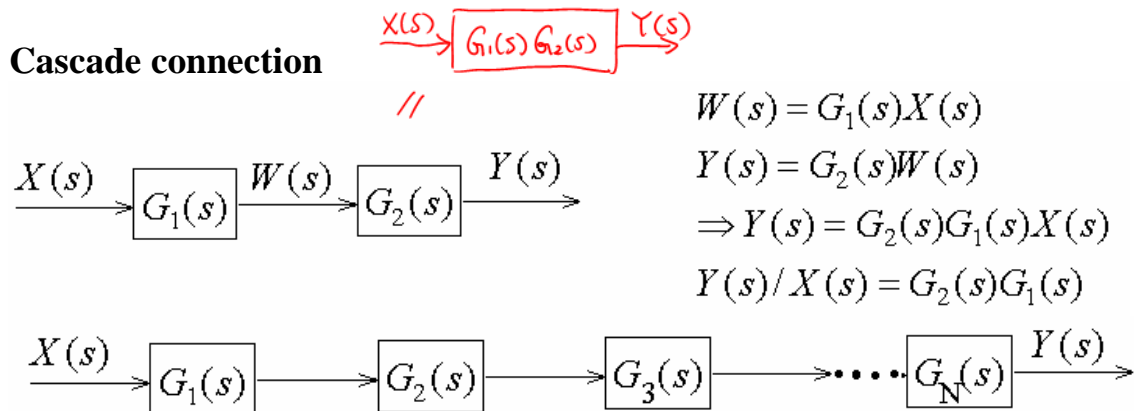 X(s) G₁(s) G₂(s) Y(s)
Cascade connection
//
W(s) = G₁(s)X(s)
Y(s) = G₂(s)W(s)
⇒ Y(s) = G₂(s)G₁(s)X(s)
Y(s) / X(s) = G₂(s)G₁(s)
X(s) G₁(s) W(s) G₂(s) Y(s)
X(s) G₁(s) G₂(s) G₃(s) ····· G_N(s) Y(s)